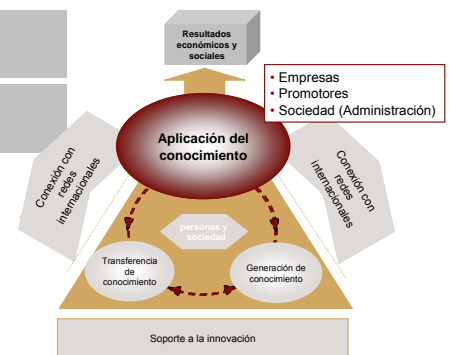 Resultados
económicos y
sociales
• Empresas
• Promotores
• Sociedad (Administración)
Aplicación del
conocimiento
Conexión con
redes
internacionales
Conexión con
redes
internacionales
personas y
sociedad
Transferencia
de
conocimiento
Generación de
conocimiento
Soporte a la innovación